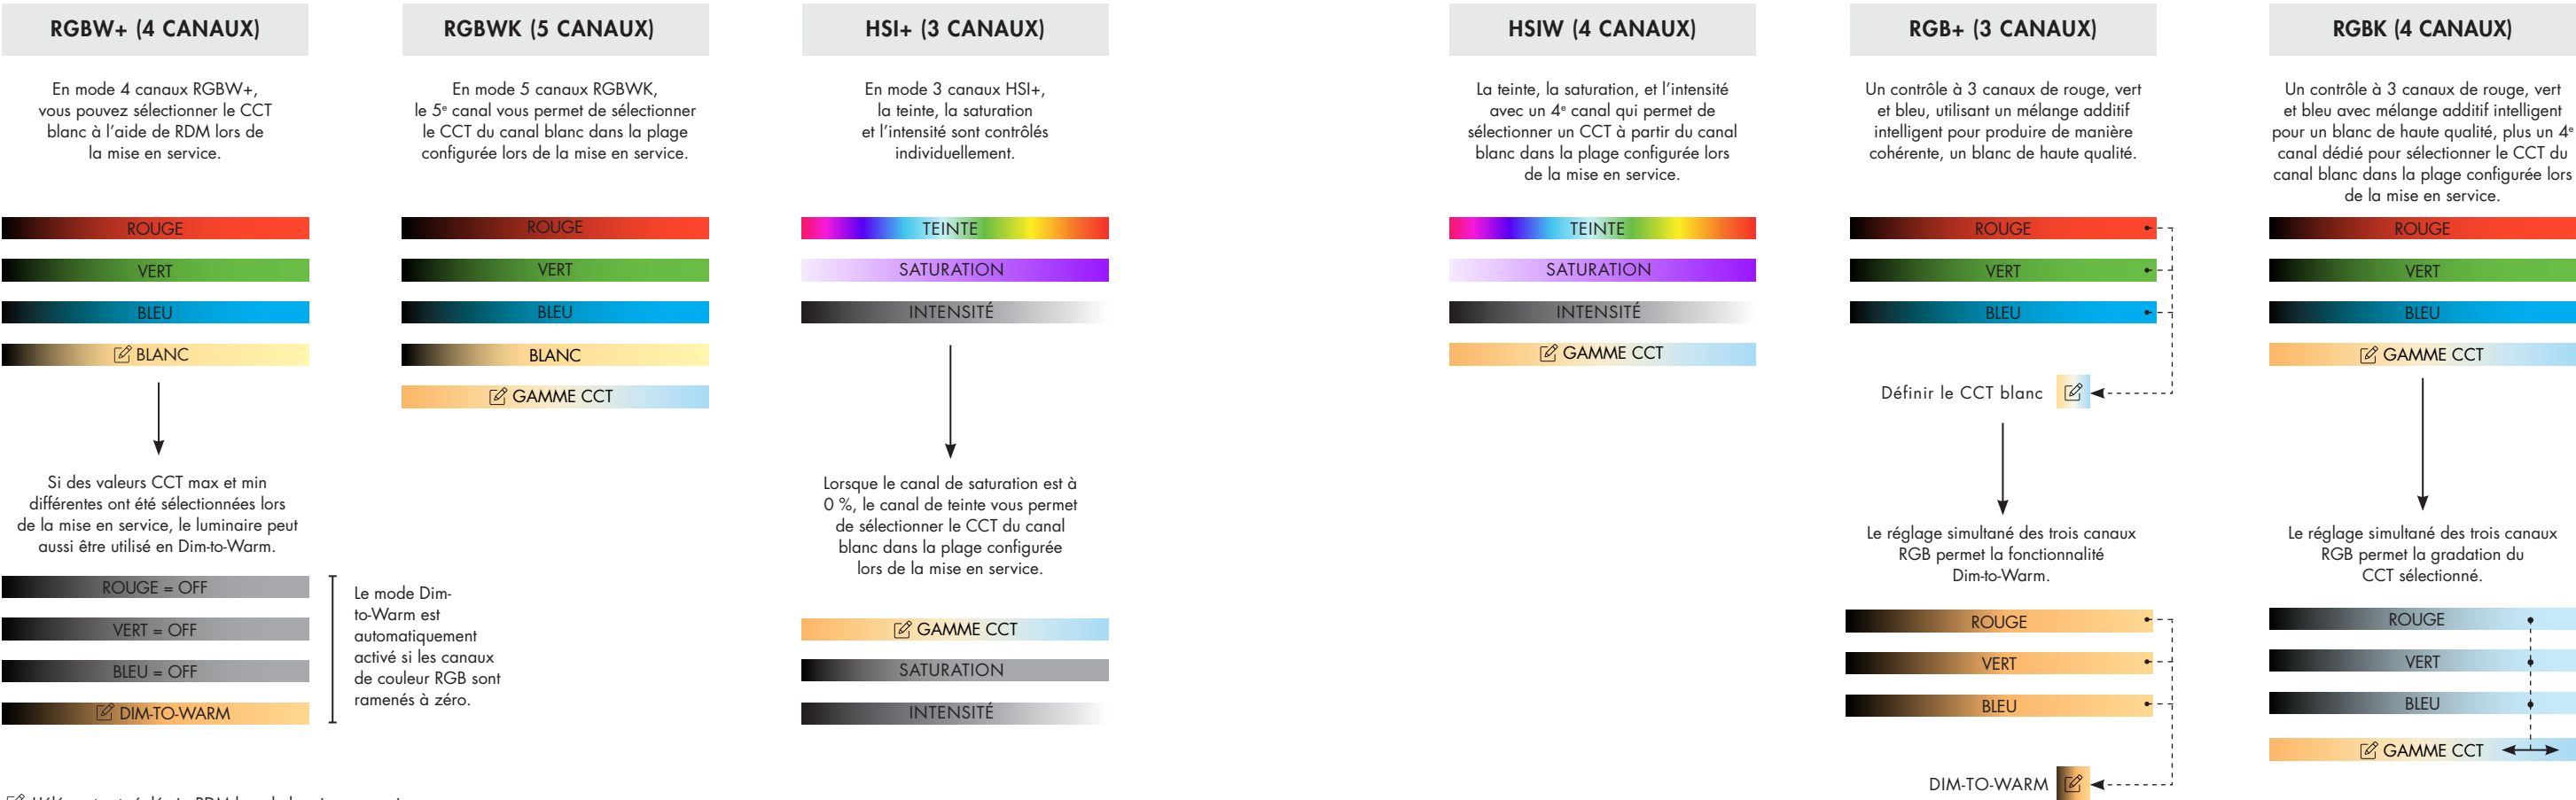 RGBW+ (4 CANAUX)
En mode 4 canaux RGBW+,
vous pouvez sélectionner le CCT
blanc à l'aide de RDM lors de
la mise en service.
ROUGE
VERT
BLEU
BLANC
Si des valeurs CCT max et min
différentes ont été sélectionnées lors
de la mise en service, le luminaire peut
aussi être utilisé en Dim-to-Warm.
ROUGE = OFF
VERT = OFF
BLEU = OFF
DIM-TO-WARM
Le mode Dim-
to-Warm est
automatiquement
activé si les canaux
de couleur RGB sont
ramenés à zéro.
RGBWK (5 CANAUX)
En mode 5 canaux RGBWK,
le 5e canal vous permet de sélectionner
le CCT du canal blanc dans la plage
configurée lors de la mise en service.
ROUGE
VERT
BLEU
BLANC
GAMME CCT
HSI+ (3 CANAUX)
En mode 3 canaux HSI+,
la teinte, la saturation
et l'intensité sont contrôlés
individuellement.
TEINTE
SATURATION
INTENSITÉ
Lorsque le canal de saturation est à
0 %, le canal de teinte vous permet
de sélectionner le CCT du canal
blanc dans la plage configurée
lors de la mise en service.
GAMME CCT
SATURATION
INTENSITÉ
HSIW (4 CANAUX)
La teinte, la saturation, et l'intensité
avec un 4e canal qui permet de
sélectionner un CCT à partir du canal
blanc dans la plage configurée lors
de la mise en service.
TEINTE
SATURATION
INTENSITÉ
GAMME CCT
RGB+ (3 CANAUX)
Un contrôle à 3 canaux de rouge, vert
et bleu, utilisant un mélange additif
intelligent pour produire de manière
cohérente, un blanc de haute qualité.
ROUGE
VERT
BLEU
Définir le CCT blanc
Le réglage simultané des trois canaux
RGB permet la fonctionnalité
Dim-to-Warm.
ROUGE
VERT
BLEU
DIM-TO-WARM
RGBK (4 CANAUX)
Un contrôle à 3 canaux de rouge, vert
et bleu avec mélange additif intelligent
pour un blanc de haute qualité, plus un 4e
canal dédié pour sélectionner le CCT du
canal blanc dans la plage configurée lors
de la mise en service.
ROUGE
VERT
BLEU
GAMME CCT
Le réglage simultané des trois canaux
RGB permet la gradation du
CCT sélectionné.
ROUGE
VERT
BLEU
GAMME CCT